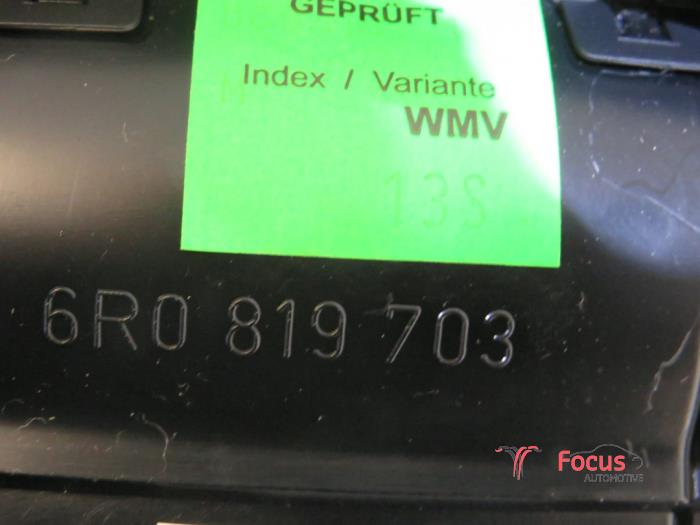 GEPRÜFT
Index / Variante
WMV
13S
6R0 819 703
Focus
AUTOMOTIVE